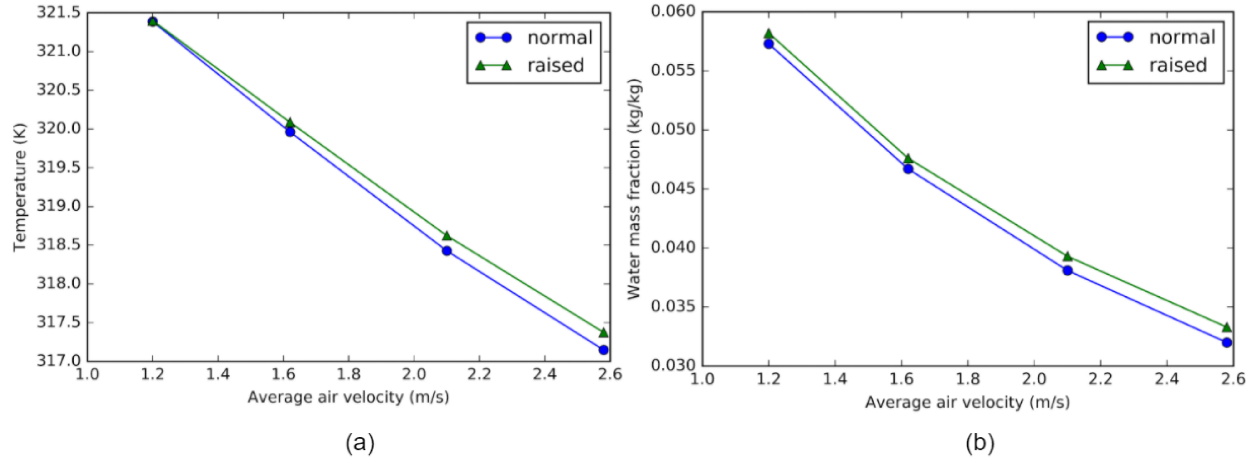 321.5
321.0
320.5
320.0
319.5
319.0
318.5
318.0
317.5
317.0
Temperature (K)
normal
raised
1.0 1.2 1.4 1.6 1.8 2.0 2.2 2.4 2.6
Average air velocity (m/s)
(a)
0.060
0.055
0.050
0.045
0.040
0.035
0.030
Water mass fraction (kg/kg)
normal
raised
1.0 1.2 1.4 1.6 1.8 2.0 2.2 2.4 2.6
Average air velocity (m/s)
(b)